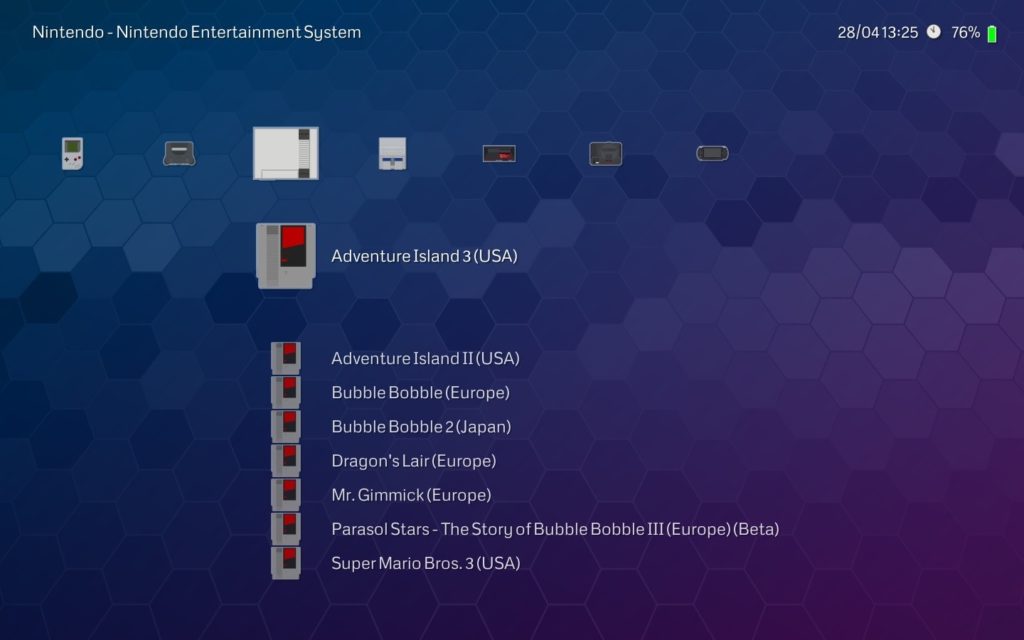 Nintendo - Nintendo Entertainment System
28/04 13:25 76%
Adventure Island 3 (USA)
Adventure Island II (USA)
Bubble Bobble (Europe)
Bubble Bobble 2 (Japan)
Dragon's Lair (Europe)
Mr. Gimmick (Europe)
Parasol Stars - The Story of Bubble Bobble III (Europe) (Beta)
Super Mario Bros. 3 (USA)